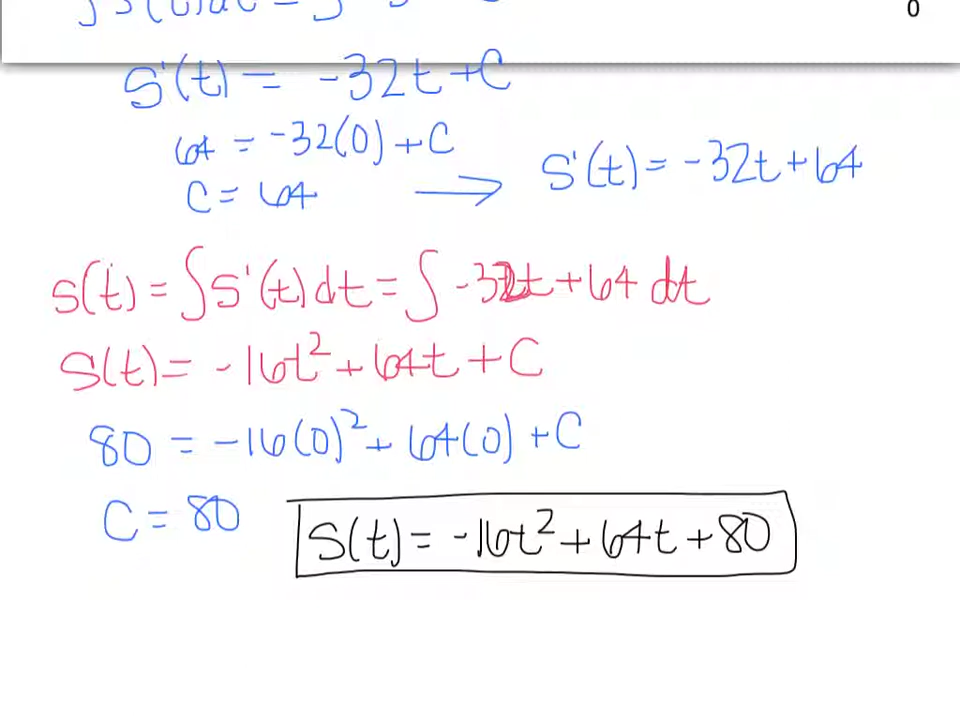 0
S'(t) = -32t + C
64 = -32(0) + C
C = 64 → S'(t) = -32t + 64
s(t) = ∫ s'(t) dt = ∫ -32t + 64 dt
S(t) = -16t² + 64t + C
80 = -16(0)² + 64(0) + C
C = 80
S(t) = -16t² + 64t + 80